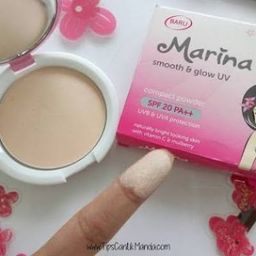 BARU
Marina
smooth & glow UV
compact powder
SPF 20 PA++
UVB & UVA protection
naturally bright looking skin
with vitamin C & mulberry
www.TipsCantikManda.com